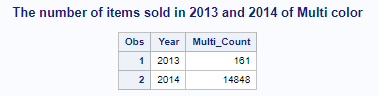 The number of items sold in 2013 and 2014 of Multi color
Obs Year Multi_Count
1 2013 161
2 2014 14848